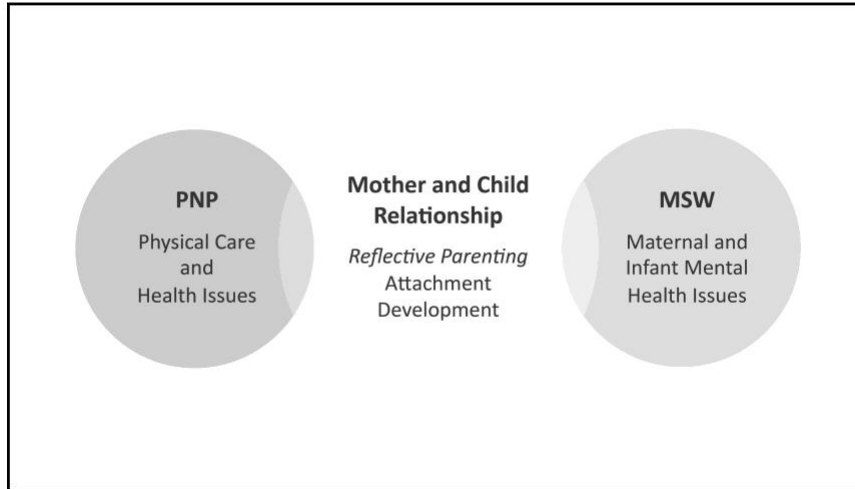 PNP
Physical Care
and
Health Issues
Mother and Child
Relationship
Reflective Parenting
Attachment
Development
MSW
Maternal and
Infant Mental
Health Issues